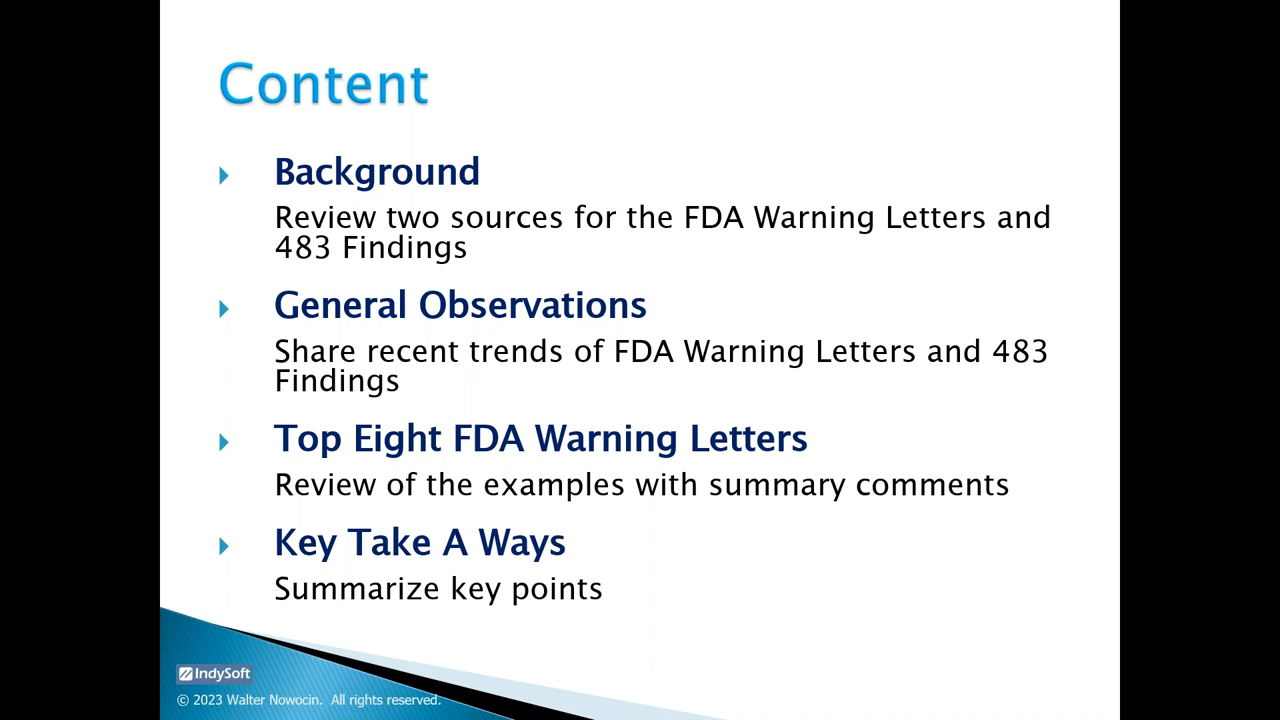 Content
Background
Review two sources for the FDA Warning Letters and
483 Findings
General Observations
Share recent trends of FDA Warning Letters and 483
Findings
Top Eight FDA Warning Letters
Review of the examples with summary comments
Key Take A Ways
Summarize key points
IndySoft
© 2023 Walter Nowocin. All rights reserved.